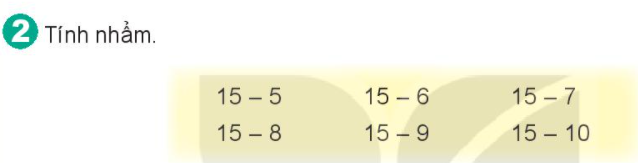 2 Tính nhẩm.
15 – 5 15 – 6 15 – 7
15 – 8 15 – 9 15 – 10